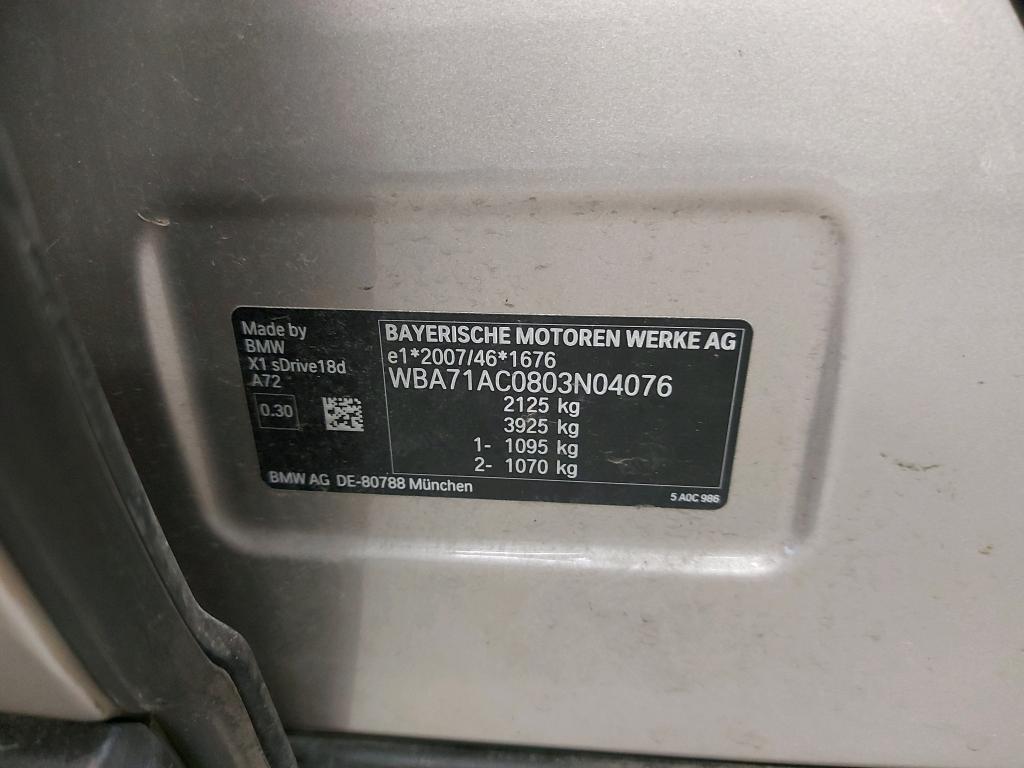 Made by
BMW
X1 sDrive18d
A72
0.30
BAYERISCHE MOTOREN WERKE AG
e1*2007/46*1676
WBA71AC0803N04076
2125 kg
3925 kg
1- 1095 kg
2- 1070 kg
BMW AG DE-80788 München
5 A0C 986